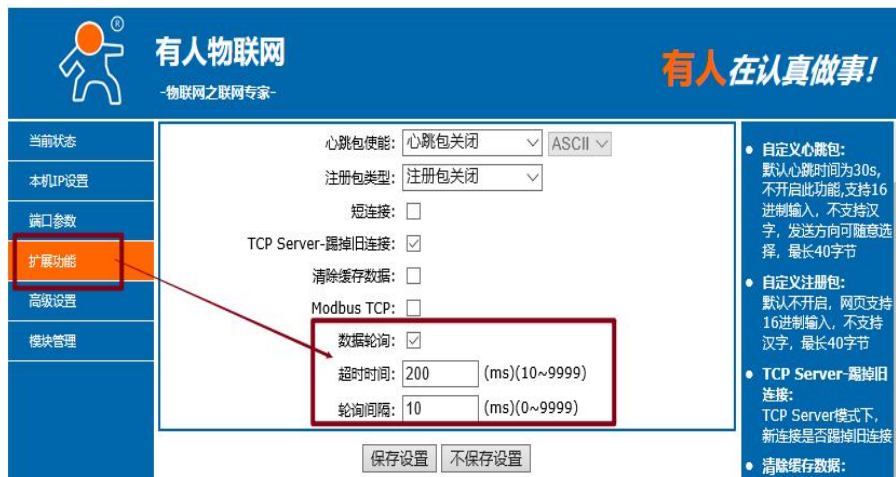 ®
有人物联网
-物联网之联网专家-
有人在认真做事!
当前状态
本机IP设置
端口参数
扩展功能
高级设置
模块管理
心跳包使能: 心跳包关闭 ASCII
注册包类型: 注册包关闭
短连接:
TCP Server-踢掉旧连接:
清除缓存数据:
Modbus TCP:
数据轮询:
超时时间: 200 (ms)(10~9999)
轮询间隔: 10 (ms)(0~9999)
保存设置 不保存设置
• 自定义心跳包:
默认心跳时间为30s,
不开启此功能,支持16
进制输入，不支持汉
字，发送方向可随意选
择，最长40字节
• 自定义注册包:
默认不开启，网页支持
16进制输入，不支持
汉字，最长40字节
• TCP Server-踢掉旧
连接:
TCP Server模式下，
新连接是否踢掉旧连接
• 清除缓存数据: